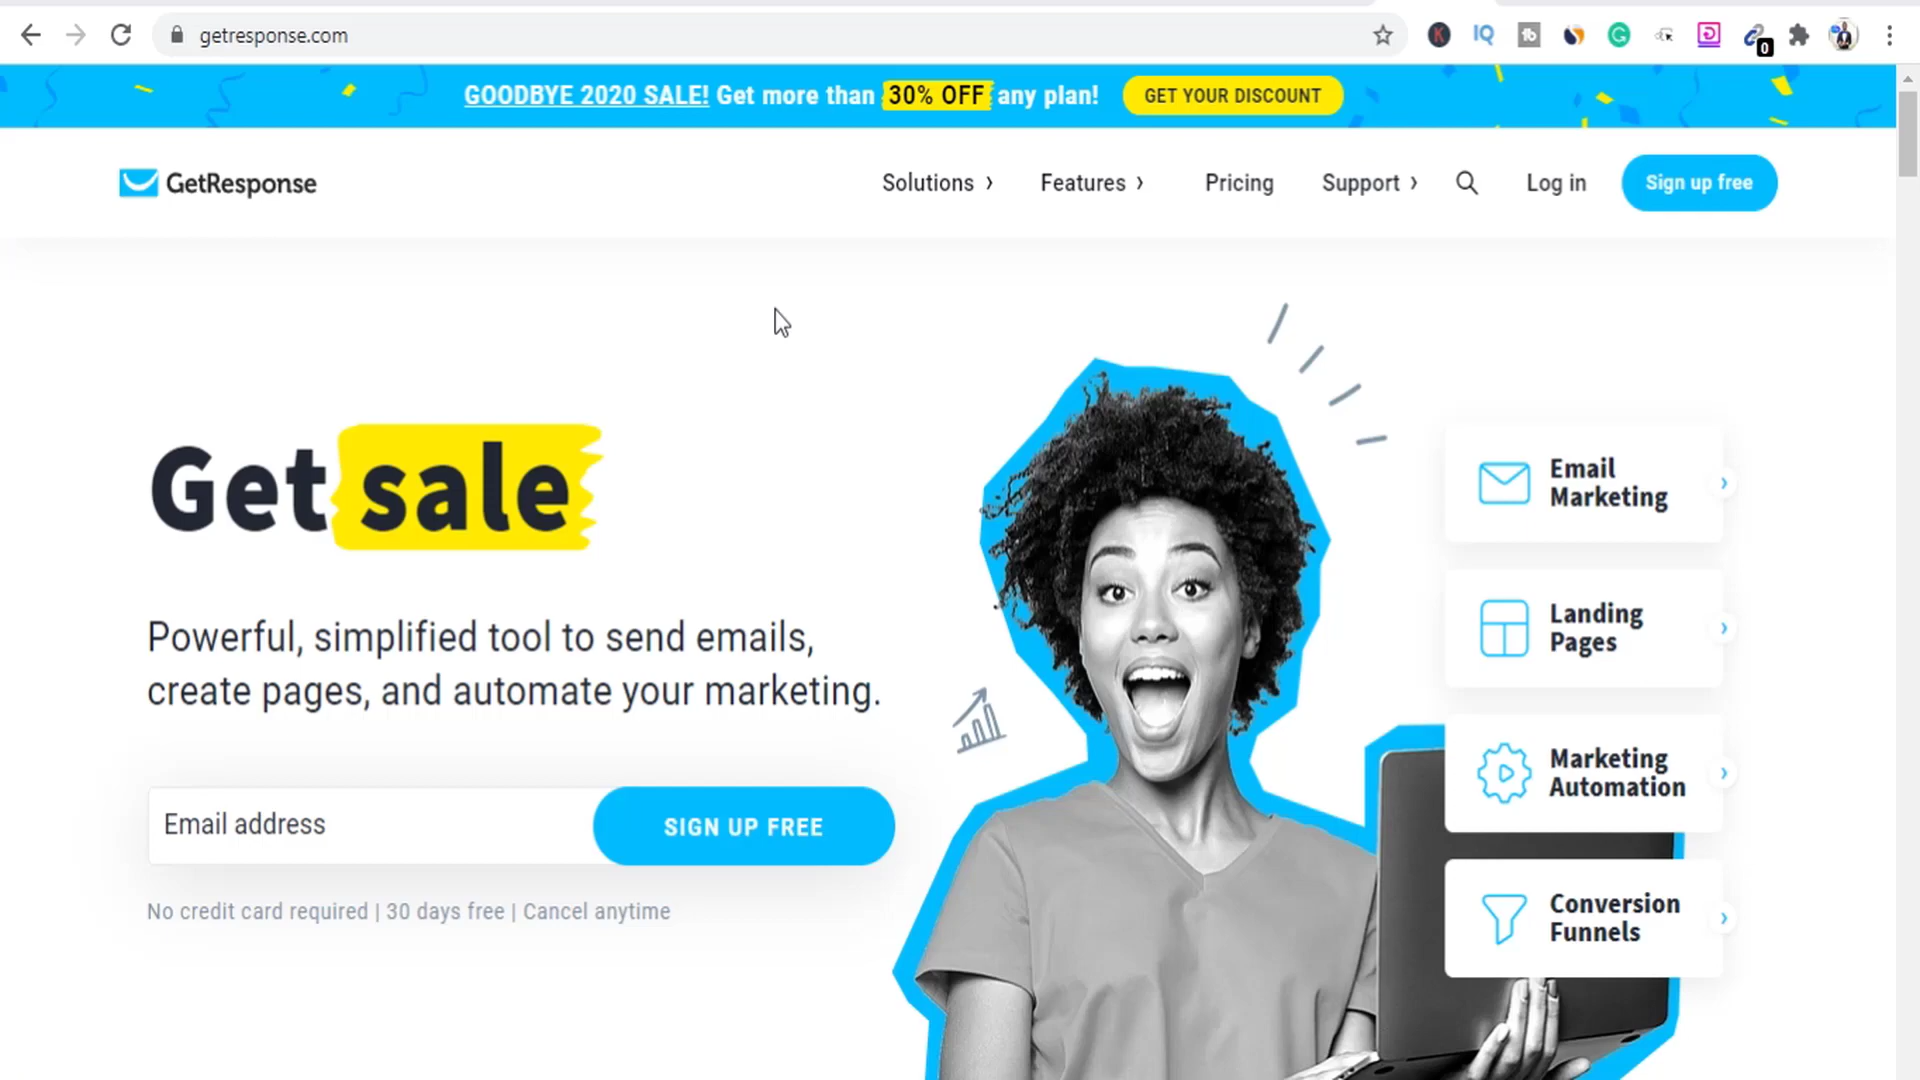 getresponse.com
0
GOODBYE 2020 SALE! Get more than 30% OFF any plan! GET YOUR DISCOUNT
GetResponse
Solutions
Features
Pricing
Support
Log in
Sign up free
Get sale
Powerful, simplified tool to send emails,
create pages, and automate your marketing.
Email address
SIGN UP FREE
No credit card required | 30 days free | Cancel anytime
Email
Marketing
Landing
Pages
Marketing
Automation
Conversion
Funnels
K
IQ
tb
G